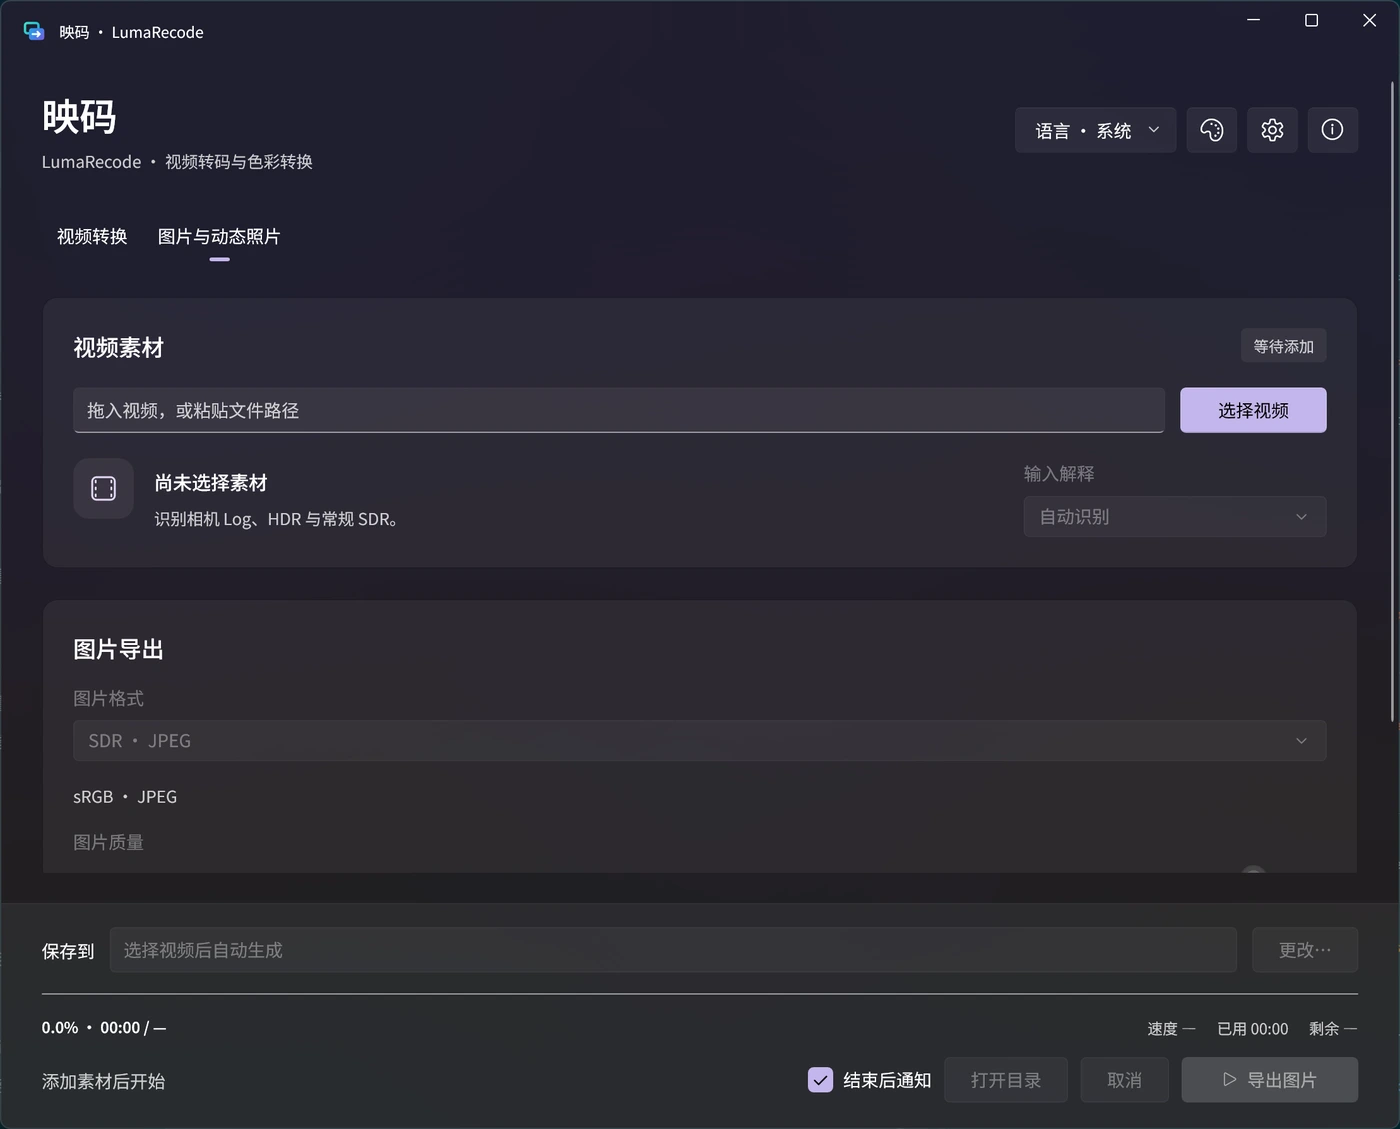 映码 • LumaRecode
映码
LumaRecode • 视频转码与色彩转换
语言 • 系统
视频转换
图片与动态照片
视频素材
等待添加
拖入视频，或粘贴文件路径
选择视频
尚未选择素材
识别相机 Log、HDR 与常规 SDR。
输入解释
自动识别
图片导出
图片格式
SDR • JPEG
sRGB • JPEG
图片质量
保存到
选择视频后自动生成
更改…
0.0% • 00:00 / —
速度 —
已用 00:00
剩余 —
添加素材后开始
结束后通知
打开目录
取消
导出图片